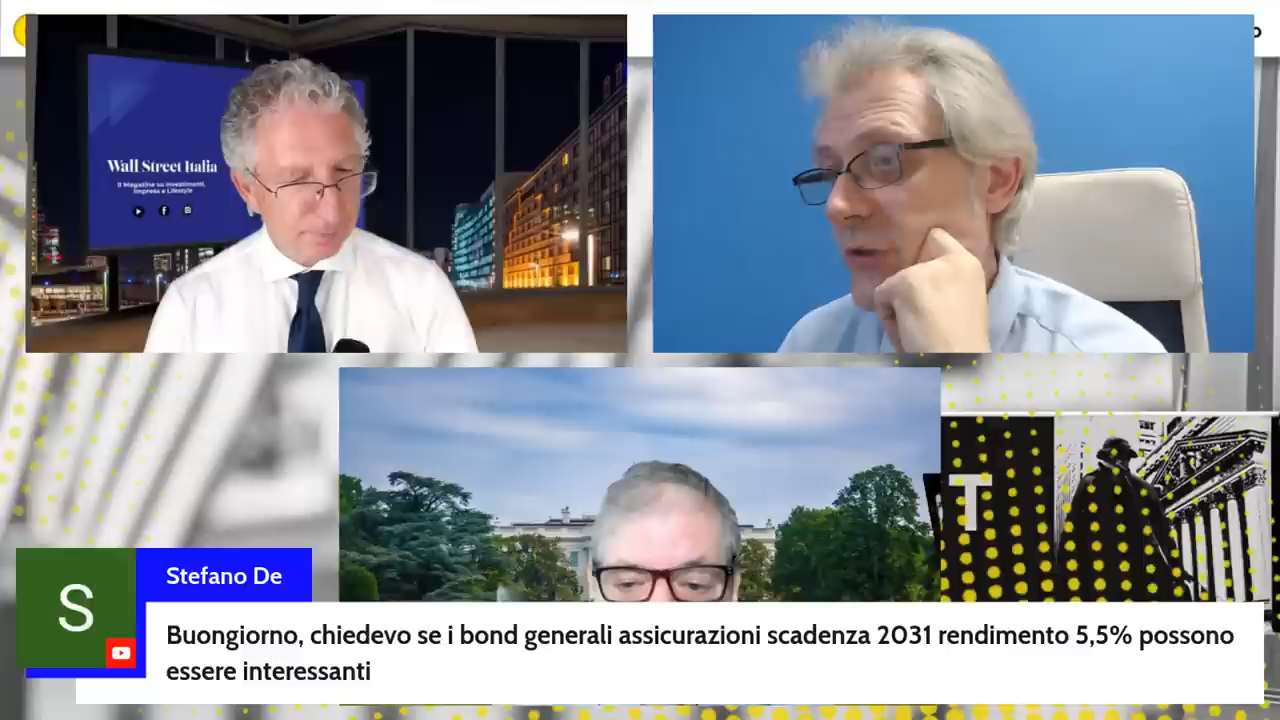 Wall Street Italia
Il Magazine su Investimenti,
Impresa e Lifestyle
T
S
Stefano De
Buongiorno, chiedevo se i bond generali assicurazioni scadenza 2031 rendimento 5,5% possono
essere interessanti